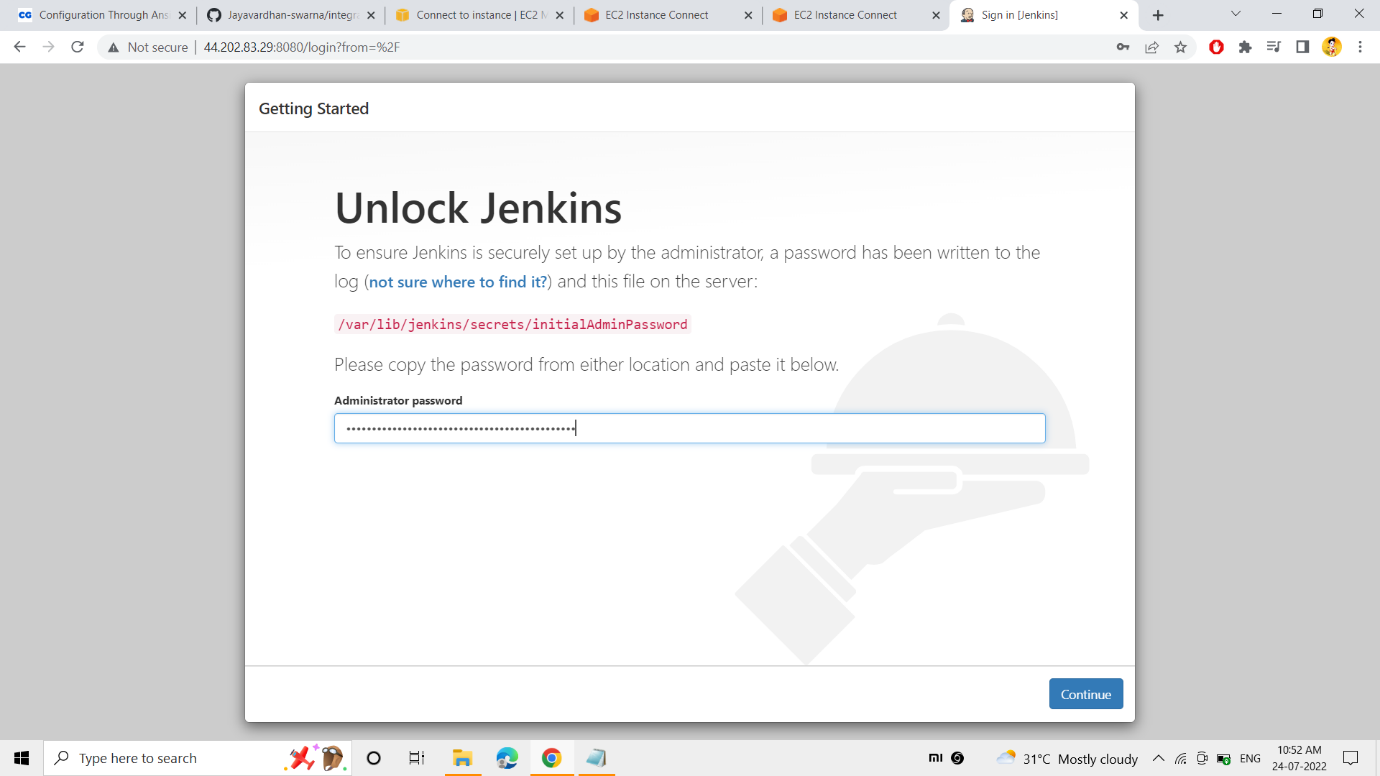 CG Configuration Through Ans
Jayavardhan-swarna/integra
Connect to instance | EC2 M
EC2 Instance Connect
EC2 Instance Connect
Sign in [Jenkins]
Not secure | 44.202.83.29:8080/login?from=%2F
Getting Started
Unlock Jenkins
To ensure Jenkins is securely set up by the administrator, a password has been written to the
log (not sure where to find it?) and this file on the server:
/var/lib/jenkins/secrets/initialAdminPassword
Please copy the password from either location and paste it below.
Administrator password
Continue
Type here to search
31°C Mostly cloudy
ENG
10:52 AM
24-07-2022